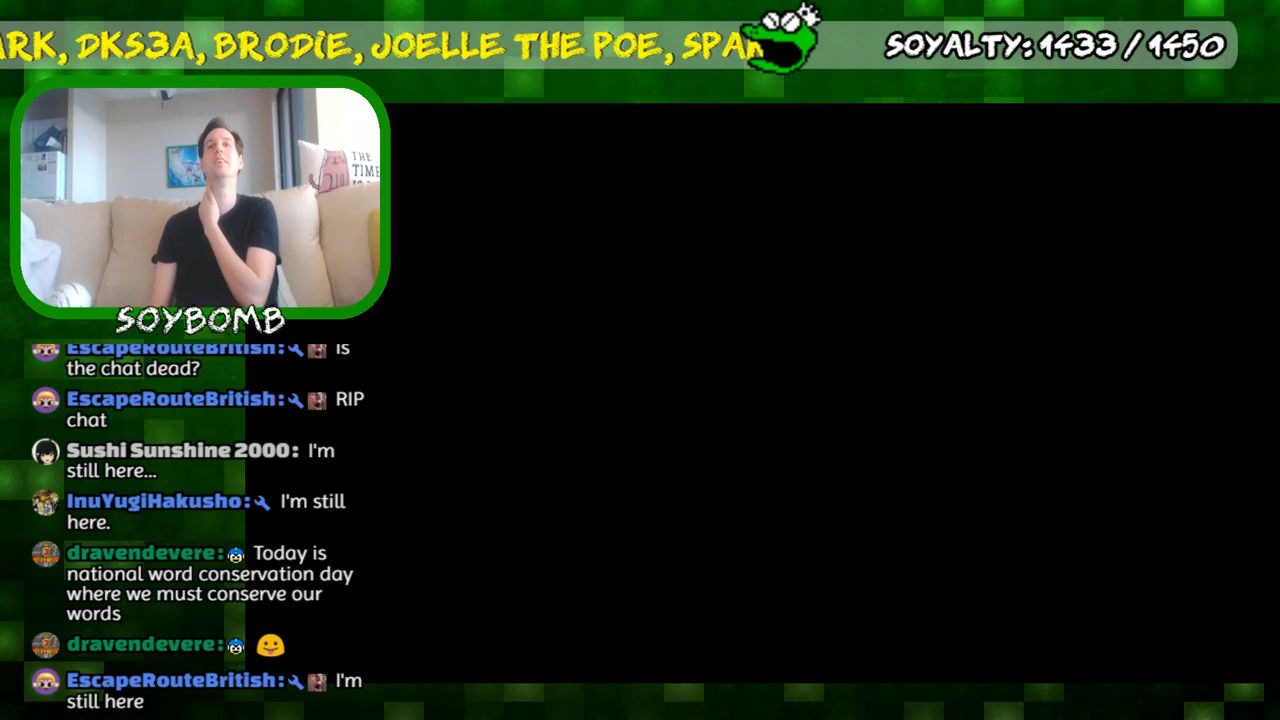 ARK, DKS3A, BRODIE, JOELLE THE POE, SPA
SOYALTY: 1433 / 1450
THE
TIME
SOYBOMB
EscapeRouteBritish: Is
the chat dead?
EscapeRouteBritish: RIP
chat
Sushi Sunshine 2000: I'm
still here...
InuYugiHakusho: I'm still
here.
dravendevere: Today is
national word conservation day
where we must conserve our
words
dravendevere: 😛
EscapeRouteBritish: I'm
still here